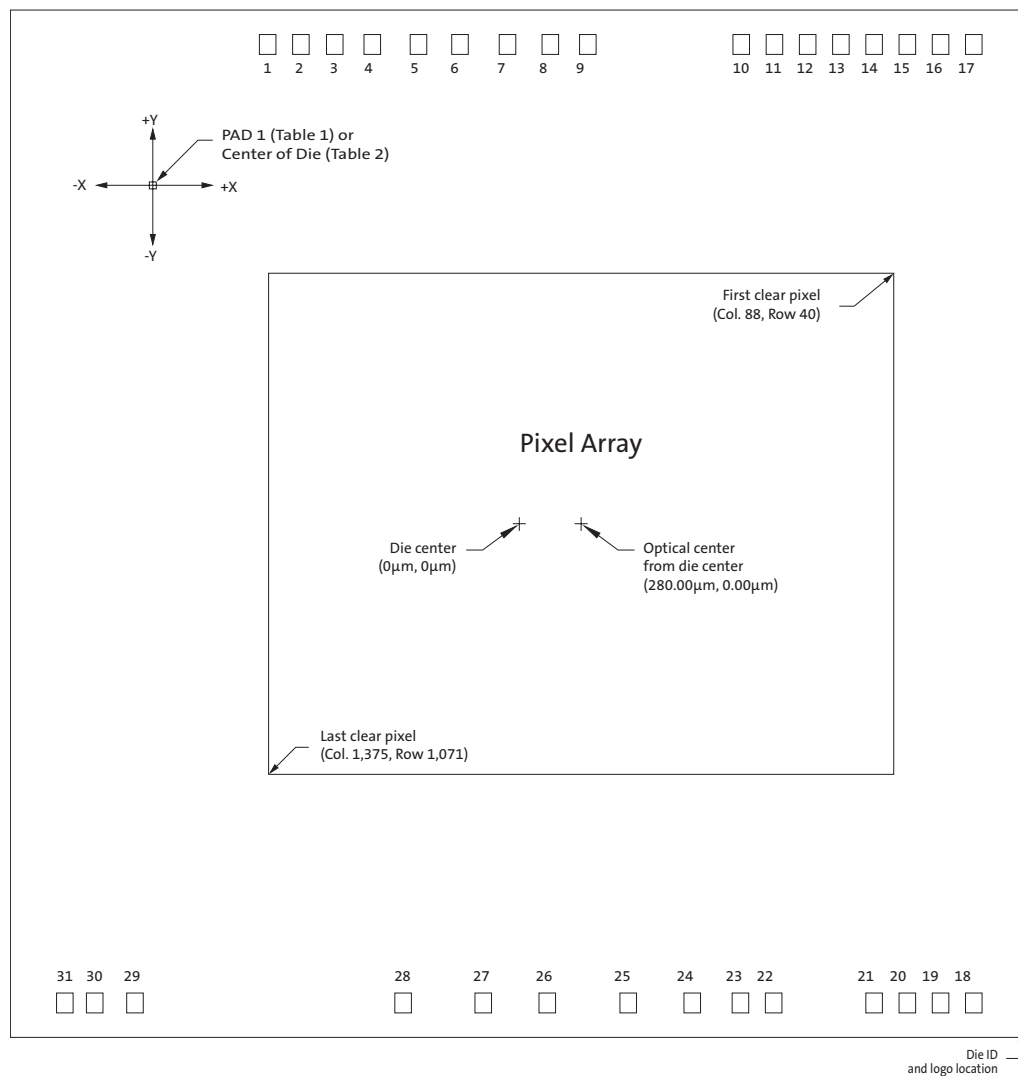 1 2 3 4 5 6 7 8 9 10 11 12 13 14 15 16 17
+Y
PAD 1 (Table 1) or
Center of Die (Table 2)
-X
+X
-Y
First clear pixel
(Col. 88, Row 40)
Pixel Array
Die center
(0µm, 0µm)
Optical center
from die center
(280.00µm, 0.00µm)
Last clear pixel
(Col. 1,375, Row 1,071)
31 30 29 28 27 26 25 24 23 22 21 20 19 18
Die ID
and logo location